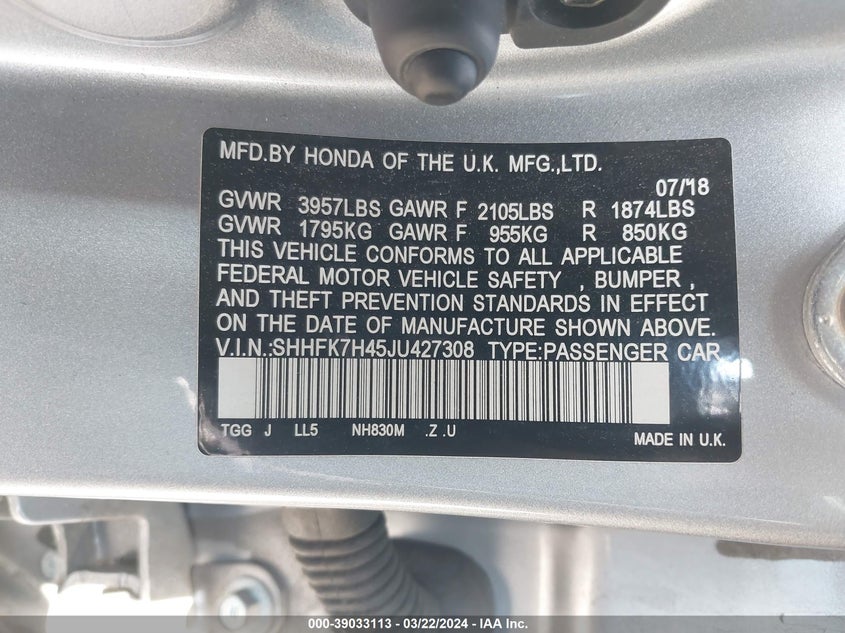 MFD.BY HONDA OF THE U.K. MFG.,LTD.
07/'18
GVWR 3957LBS GAWR F 2105LBS R 1874LBS
GVWR 1795KG GAWR F 955KG R 850KG
THIS VEHICLE CONFORMS TO ALL APPLICABLE
FEDERAL MOTOR VEHICLE SAFETY , BUMPER ,
AND THEFT PREVENTION STANDARDS IN EFFECT
ON THE DATE OF MANUFACTURE SHOWN ABOVE.
V.I.N.:SHHFK7H45JU427308 TYPE:PASSENGER CAR
TGG J LL5 NH830M .Z .U
MADE IN U.K.
000-39033113 - 03/22/2024 - IAA Inc.